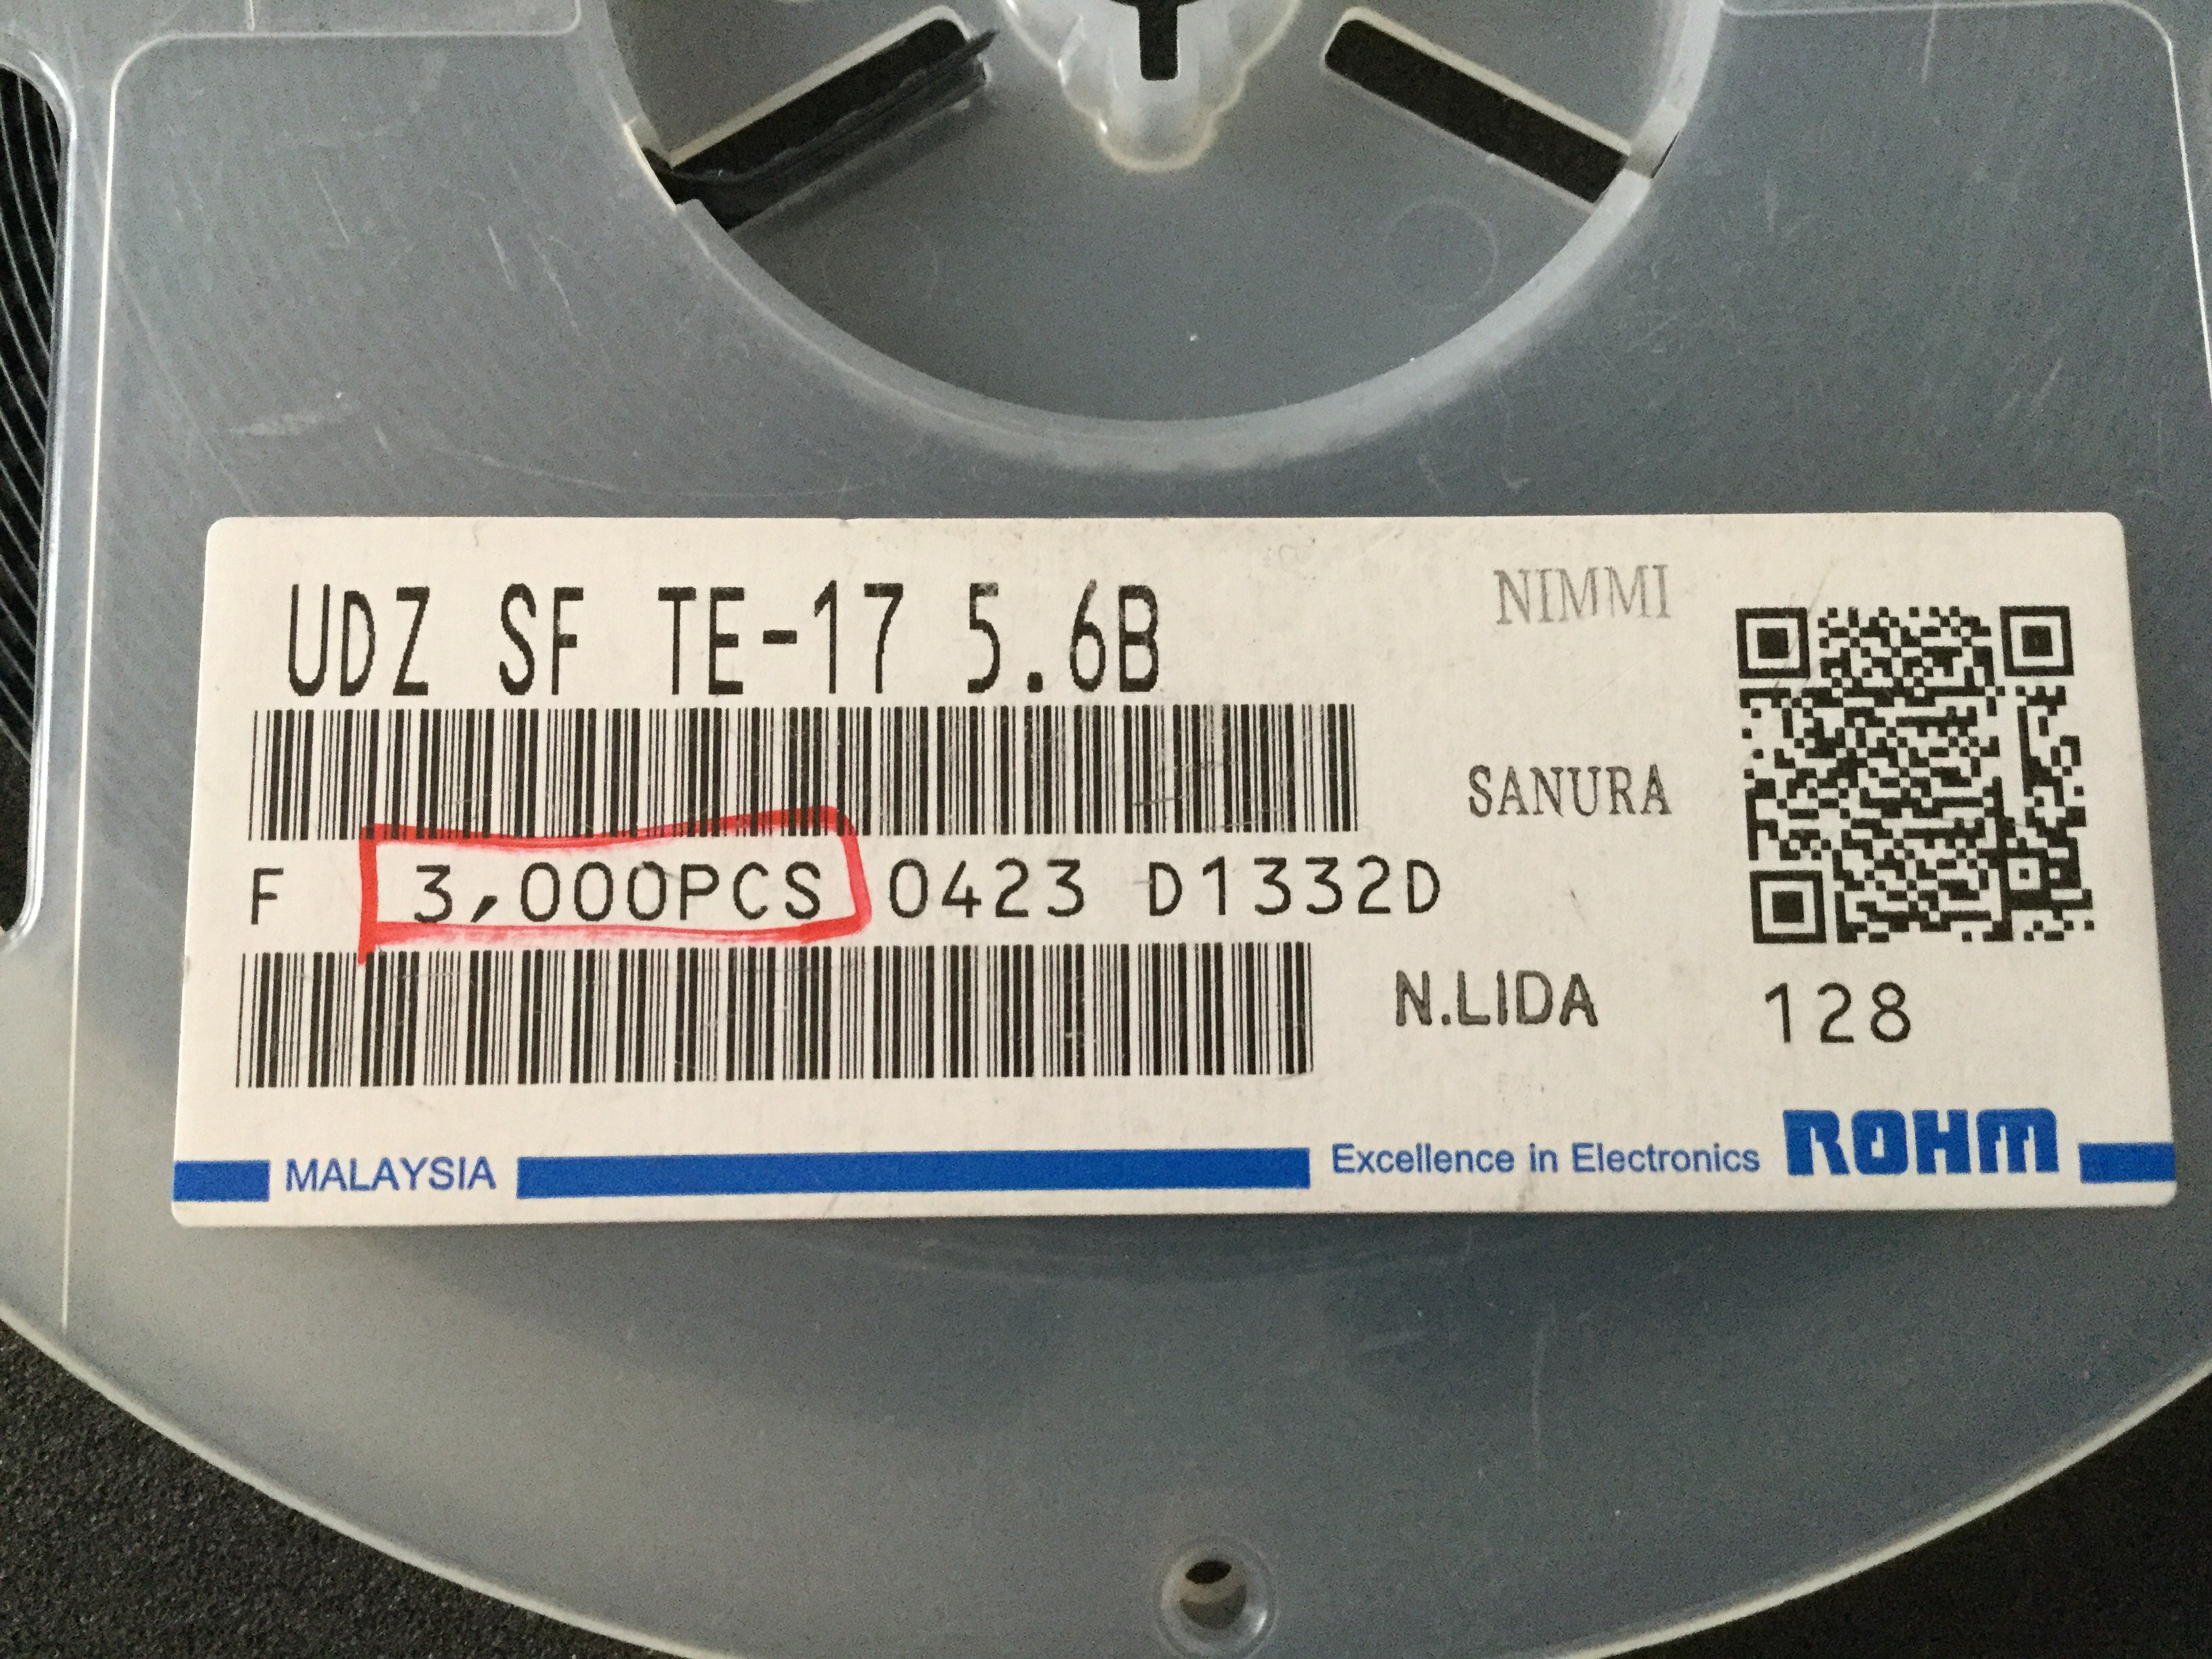 UDZ SF TE-17 5.6B
NIMMI
SANURA
F 3,000PCS 0423 D1332D
N.LIDA
128
MALAYSIA
Excellence in Electronics ROHM